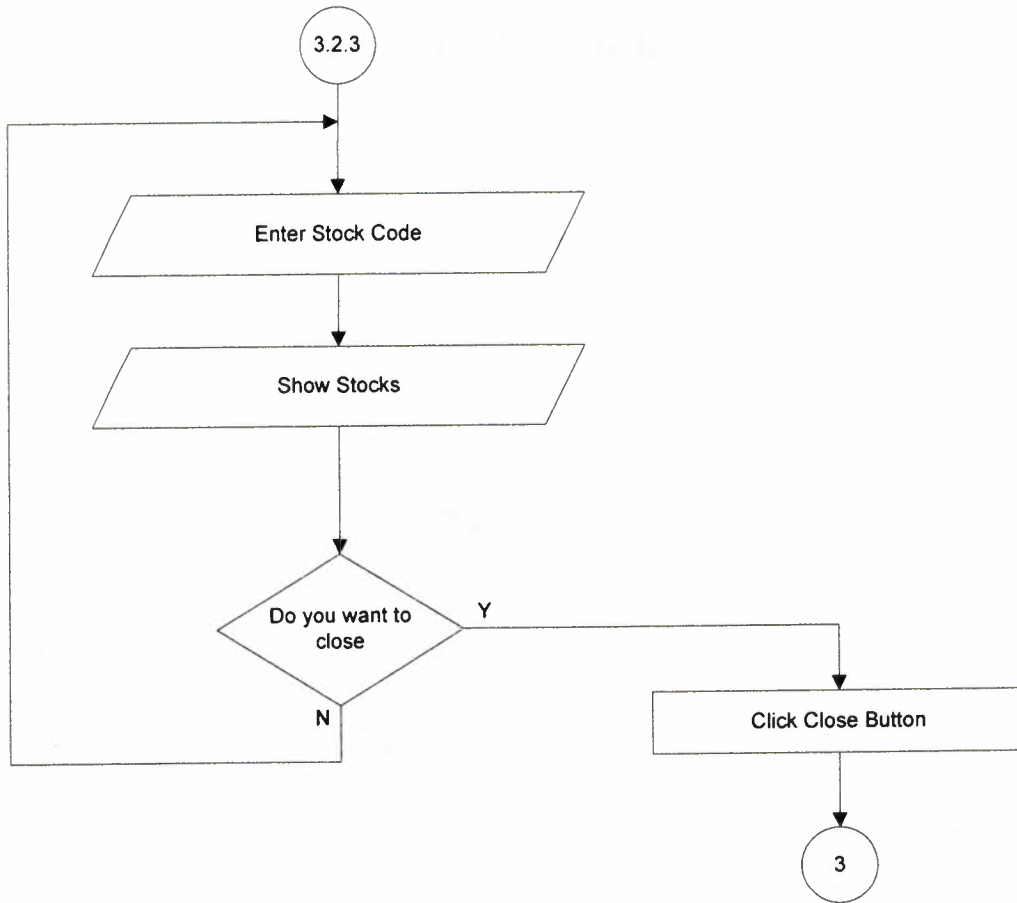 3.2.3
Enter Stock Code
Show Stocks
Do you want to
close
Y
N
Click Close Button
3